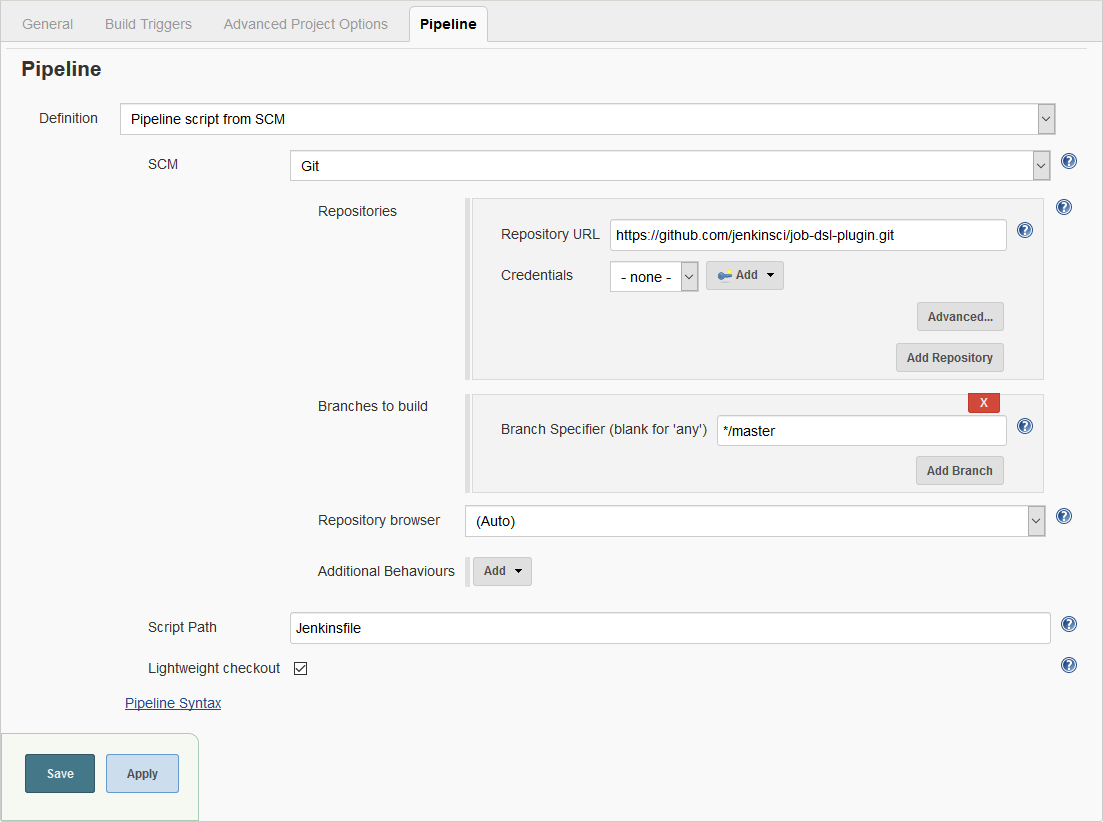 General Build Triggers Advanced Project Options Pipeline
Pipeline
Definition Pipeline script from SCM
SCM Git
Repositories
Repository URL https://github.com/jenkinsci/job-dsl-plugin.git
Credentials - none - Add
Advanced...
Add Repository
Branches to build X
Branch Specifier (blank for 'any') */master
Add Branch
Repository browser (Auto)
Additional Behaviours Add
Script Path Jenkinsfile
Lightweight checkout
Pipeline Syntax
Save Apply